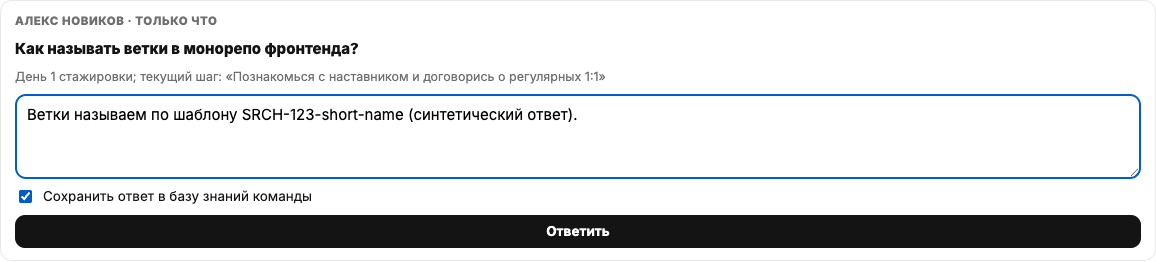 АЛЕКС НОВИКОВ · ТОЛЬКО ЧТО
Как называть ветки в монорепо фронтенда?
День 1 стажировки; текущий шаг: «Познакомься с наставником и договорись о регулярных 1:1»
Ветки называем по шаблону SRCH-123-short-name (синтетический ответ).
Сохранить ответ в базу знаний команды
Ответить